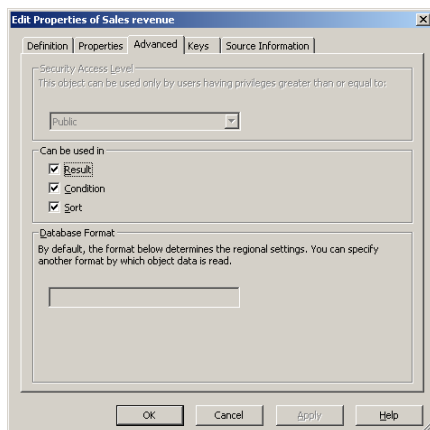 Edit Properties of Sales revenue
Definition Properties Advanced Keys Source Information
Security Access Level
This object can be used only by users having privileges greater than or equal to:
Public
Can be used in
Result
Condition
Sort
Database Format
By default, the format below determines the regional settings. You can specify
another format by which object data is read.
OK Cancel Apply Help